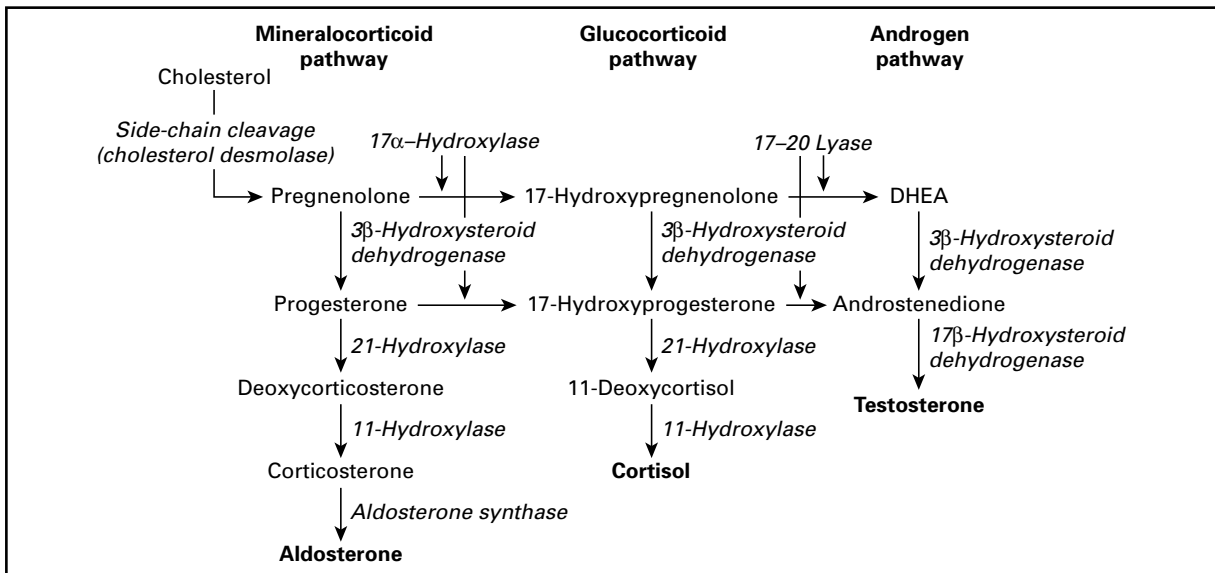 Mineralocorticoid
pathway
Glucocorticoid
pathway
Androgen
pathway
Cholesterol
Side-chain cleavage
(cholesterol desmolase)
17α–Hydroxylase
17–20 Lyase
Pregnenolone
17-Hydroxypregnenolone
DHEA
3β-Hydroxysteroid
dehydrogenase
3β-Hydroxysteroid
dehydrogenase
3β-Hydroxysteroid
dehydrogenase
Progesterone
17-Hydroxyprogesterone
Androstenedione
21-Hydroxylase
21-Hydroxylase
17β-Hydroxysteroid
dehydrogenase
Deoxycorticosterone
11-Deoxycortisol
Testosterone
11-Hydroxylase
11-Hydroxylase
Corticosterone
Cortisol
Aldosterone synthase
Aldosterone